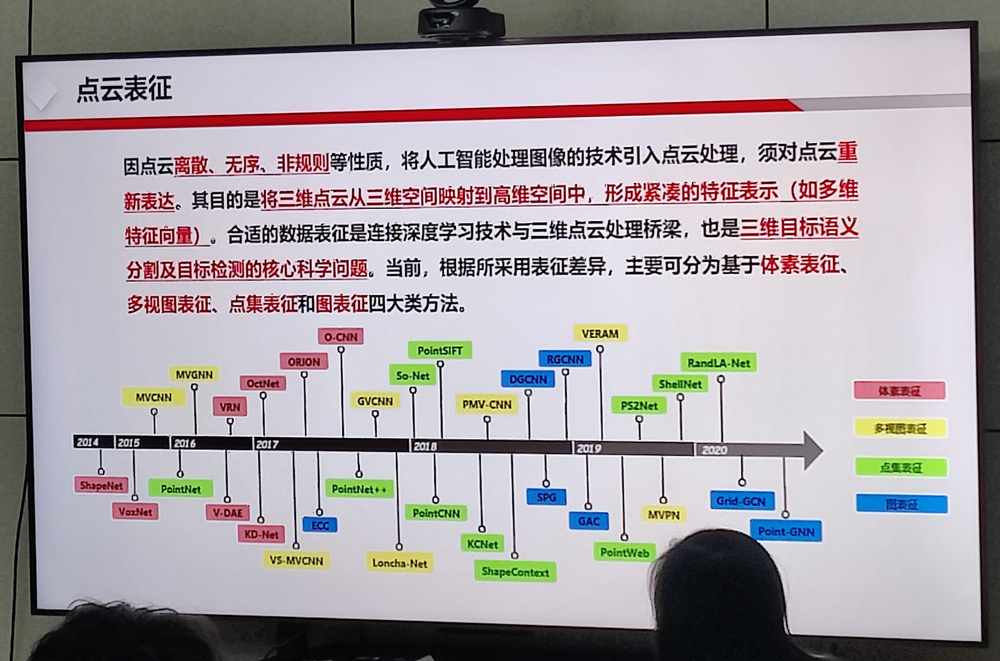 点云表征
因点云离散、无序、非规则等性质，将人工智能处理图像的技术引入点云处理，须对点云重
新表达。其目的是将三维点云从三维空间映射到高维空间中，形成紧凑的特征表示（如多维
特征向量）。合适的数据表征是连接深度学习技术与三维点云处理桥梁，也是三维目标语义
分割及目标检测的核心科学问题。当前，根据所采用表征差异，主要可分为基于体素表征、
多视图表征、点集表征和图表征四大类方法。
O-CNN
VERAM
PointSIFT
ORION
RGCNN
RandLA-Net
MVGNN
So-Net
DGCNN
OctNet
ShellNet
MVCNN
GVCNN
PMV-CNN
VRN
PS2Net
体素表征
多视图表征
点集表征
图表征
2014
2015
2016
2017
2018
2019
2020
ShapeNet
PointNet
PointNet++
SPG
Grid-GCN
VoxNet
V-DAE
PointCNN
MVPN
ECC
GAC
KD-Net
Point-GNN
KCNet
PointWeb
VS-MVCNN
Loncha-Net
ShapeContext